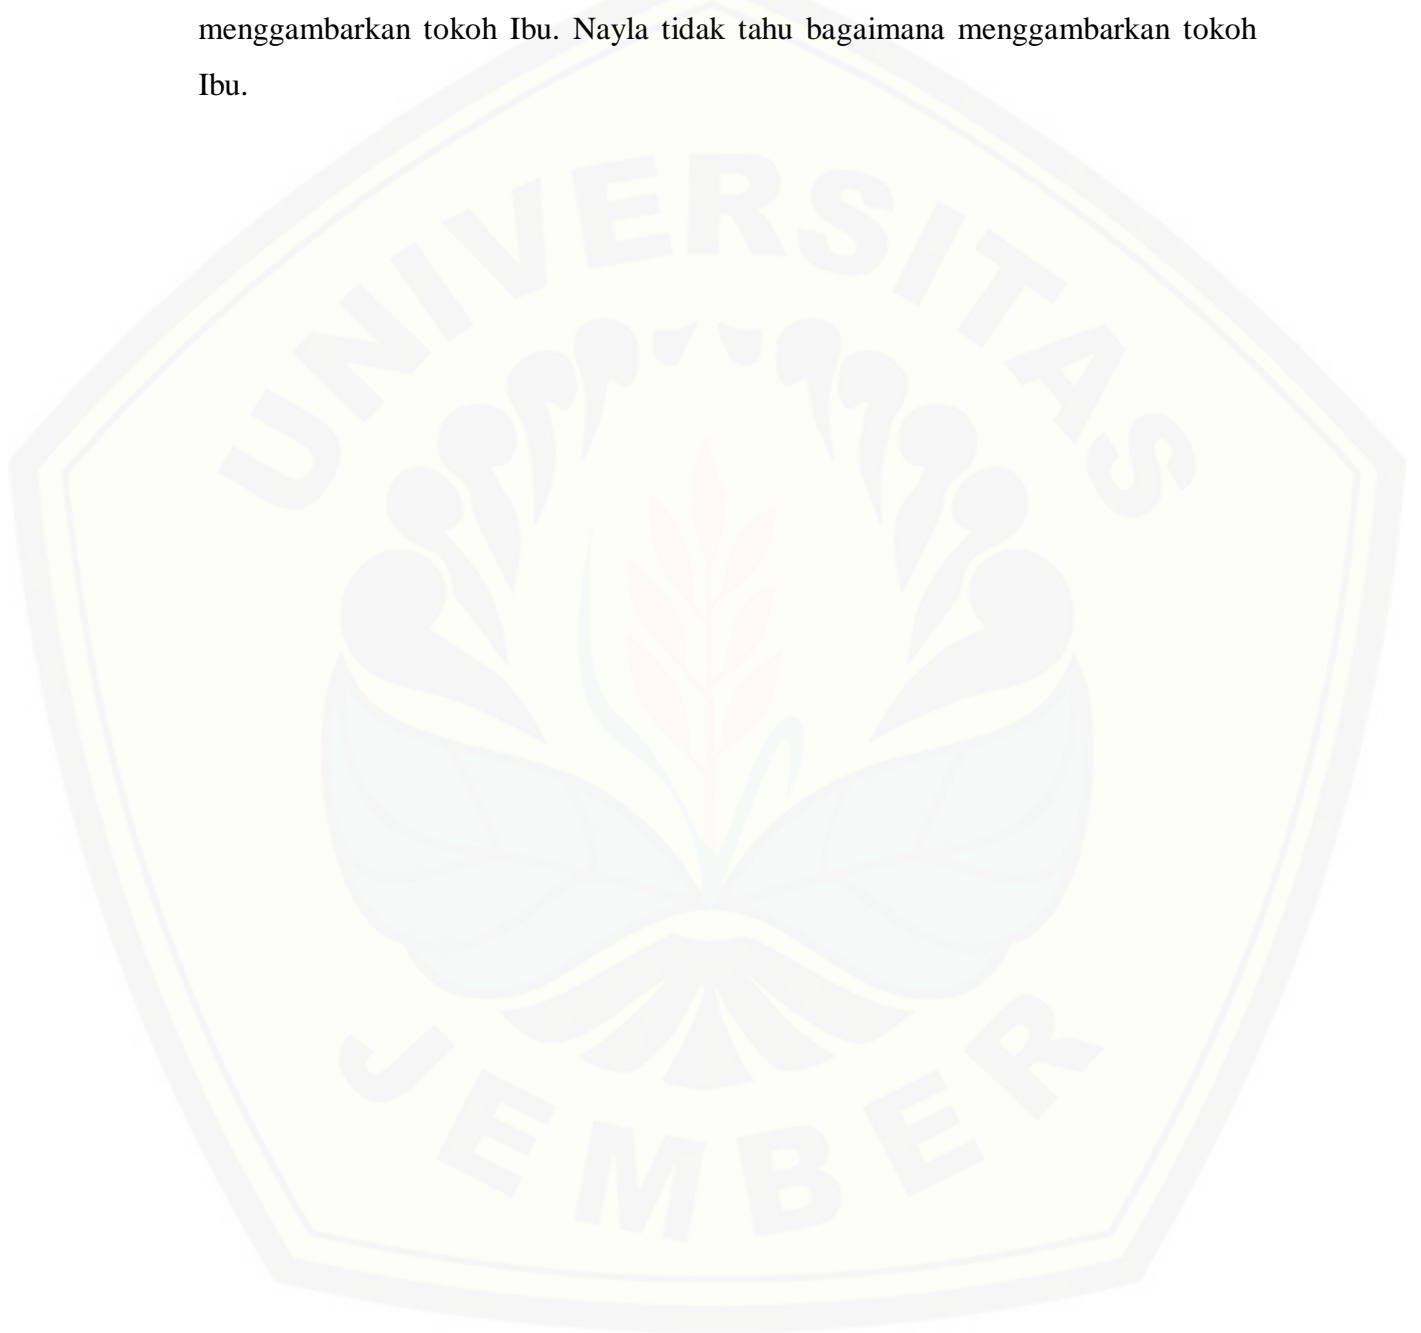 menggambarkan tokoh Ibu. Nayla tidak tahu bagaimana menggambarkan tokoh
Ibu.
UNIVERSITAS
JEMBER